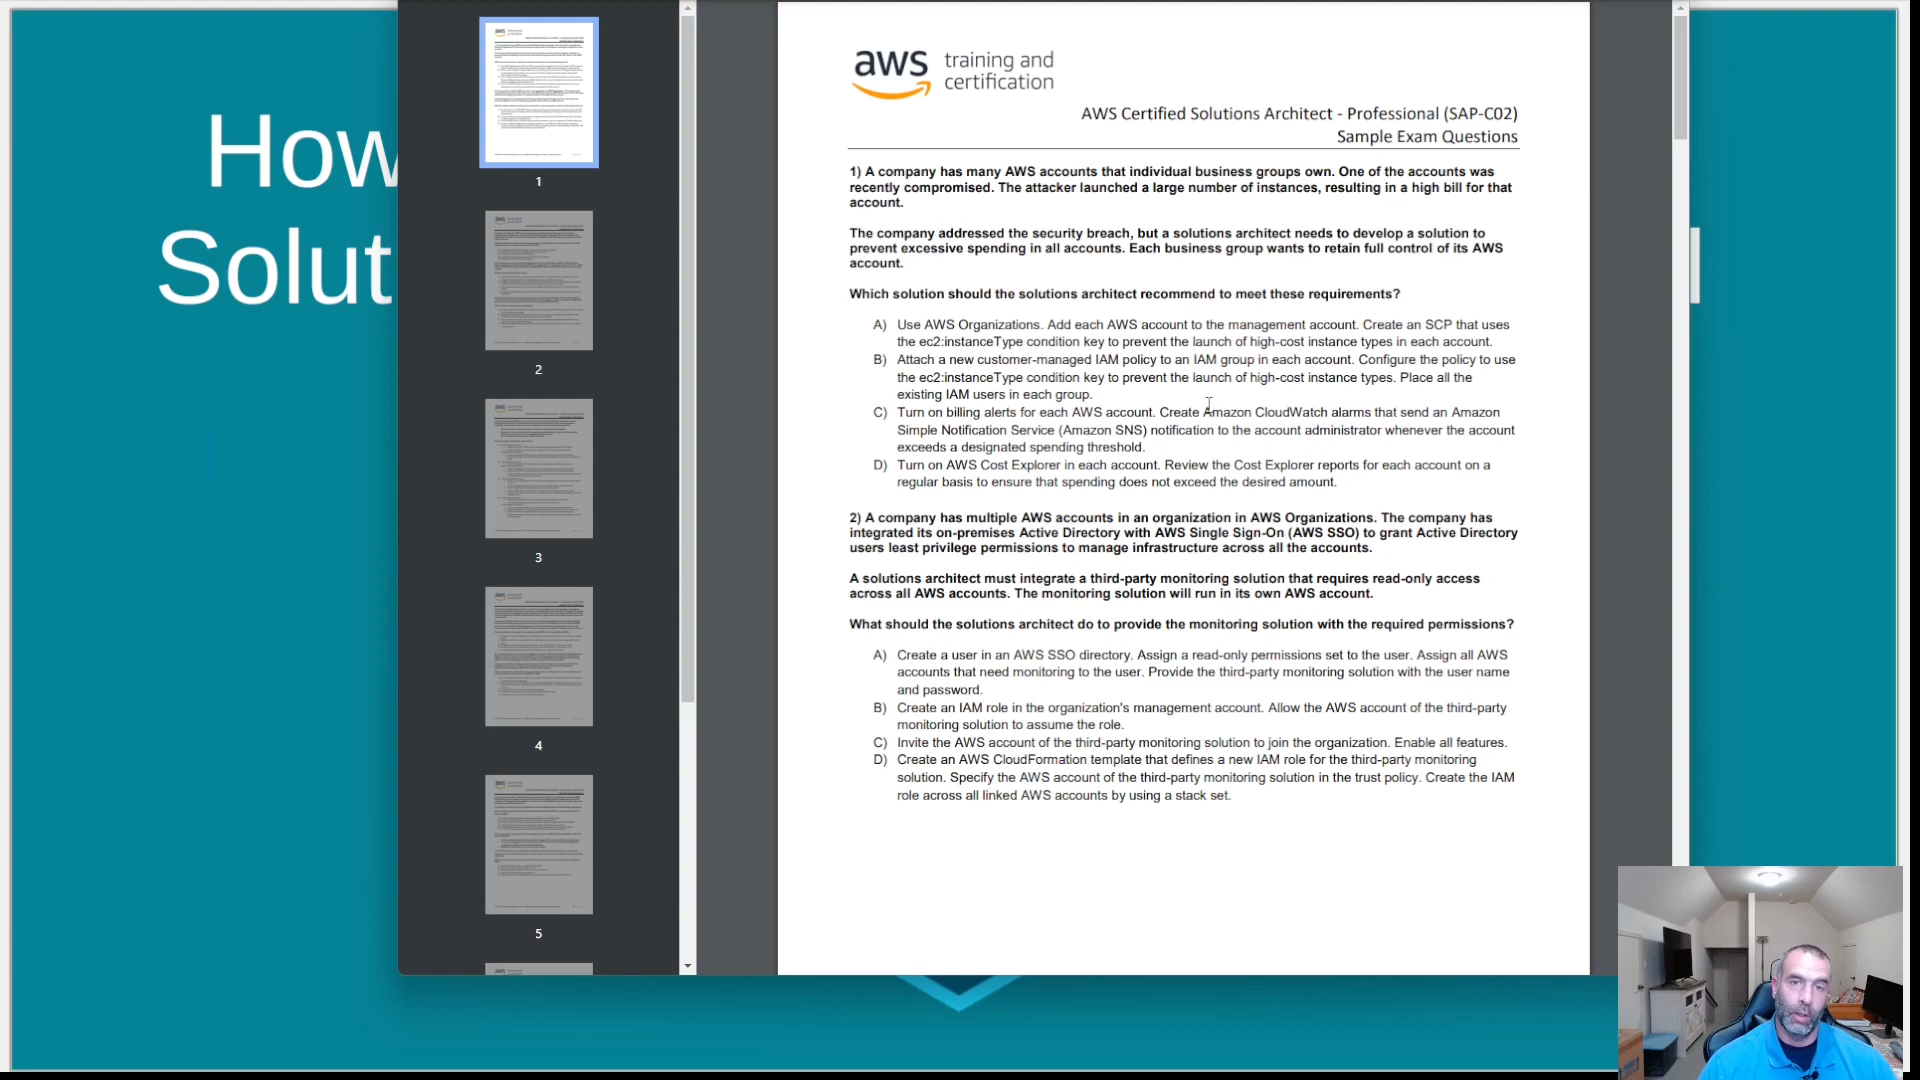 How
Solut
1
2
3
4
5
aws training and
certification
AWS Certified Solutions Architect - Professional (SAP-C02)
Sample Exam Questions
1) A company has many AWS accounts that individual business groups own. One of the accounts was
recently compromised. The attacker launched a large number of instances, resulting in a high bill for that
account.
The company addressed the security breach, but a solutions architect needs to develop a solution to
prevent excessive spending in all accounts. Each business group wants to retain full control of its AWS
account.
Which solution should the solutions architect recommend to meet these requirements?
A) Use AWS Organizations. Add each AWS account to the management account. Create an SCP that uses
the ec2:instanceType condition key to prevent the launch of high-cost instance types in each account.
B) Attach a new customer-managed IAM policy to an IAM group in each account. Configure the policy to use
the ec2:instanceType condition key to prevent the launch of high-cost instance types. Place all the
existing IAM users in each group.
C) Turn on billing alerts for each AWS account. Create Amazon CloudWatch alarms that send an Amazon
Simple Notification Service (Amazon SNS) notification to the account administrator whenever the account
exceeds a designated spending threshold.
D) Turn on AWS Cost Explorer in each account. Review the Cost Explorer reports for each account on a
regular basis to ensure that spending does not exceed the desired amount.
2) A company has multiple AWS accounts in an organization in AWS Organizations. The company has
integrated its on-premises Active Directory with AWS Single Sign-On (AWS SSO) to grant Active Directory
users least privilege permissions to manage infrastructure across all the accounts.
A solutions architect must integrate a third-party monitoring solution that requires read-only access
across all AWS accounts. The monitoring solution will run in its own AWS account.
What should the solutions architect do to provide the monitoring solution with the required permissions?
A) Create a user in an AWS SSO directory. Assign a read-only permissions set to the user. Assign all AWS
accounts that need monitoring to the user. Provide the third-party monitoring solution with the user name
and password.
B) Create an IAM role in the organization's management account. Allow the AWS account of the third-party
monitoring solution to assume the role.
C) Invite the AWS account of the third-party monitoring solution to join the organization. Enable all features.
D) Create an AWS CloudFormation template that defines a new IAM role for the third-party monitoring
solution. Specify the AWS account of the third-party monitoring solution in the trust policy. Create the IAM
role across all linked AWS accounts by using a stack set.